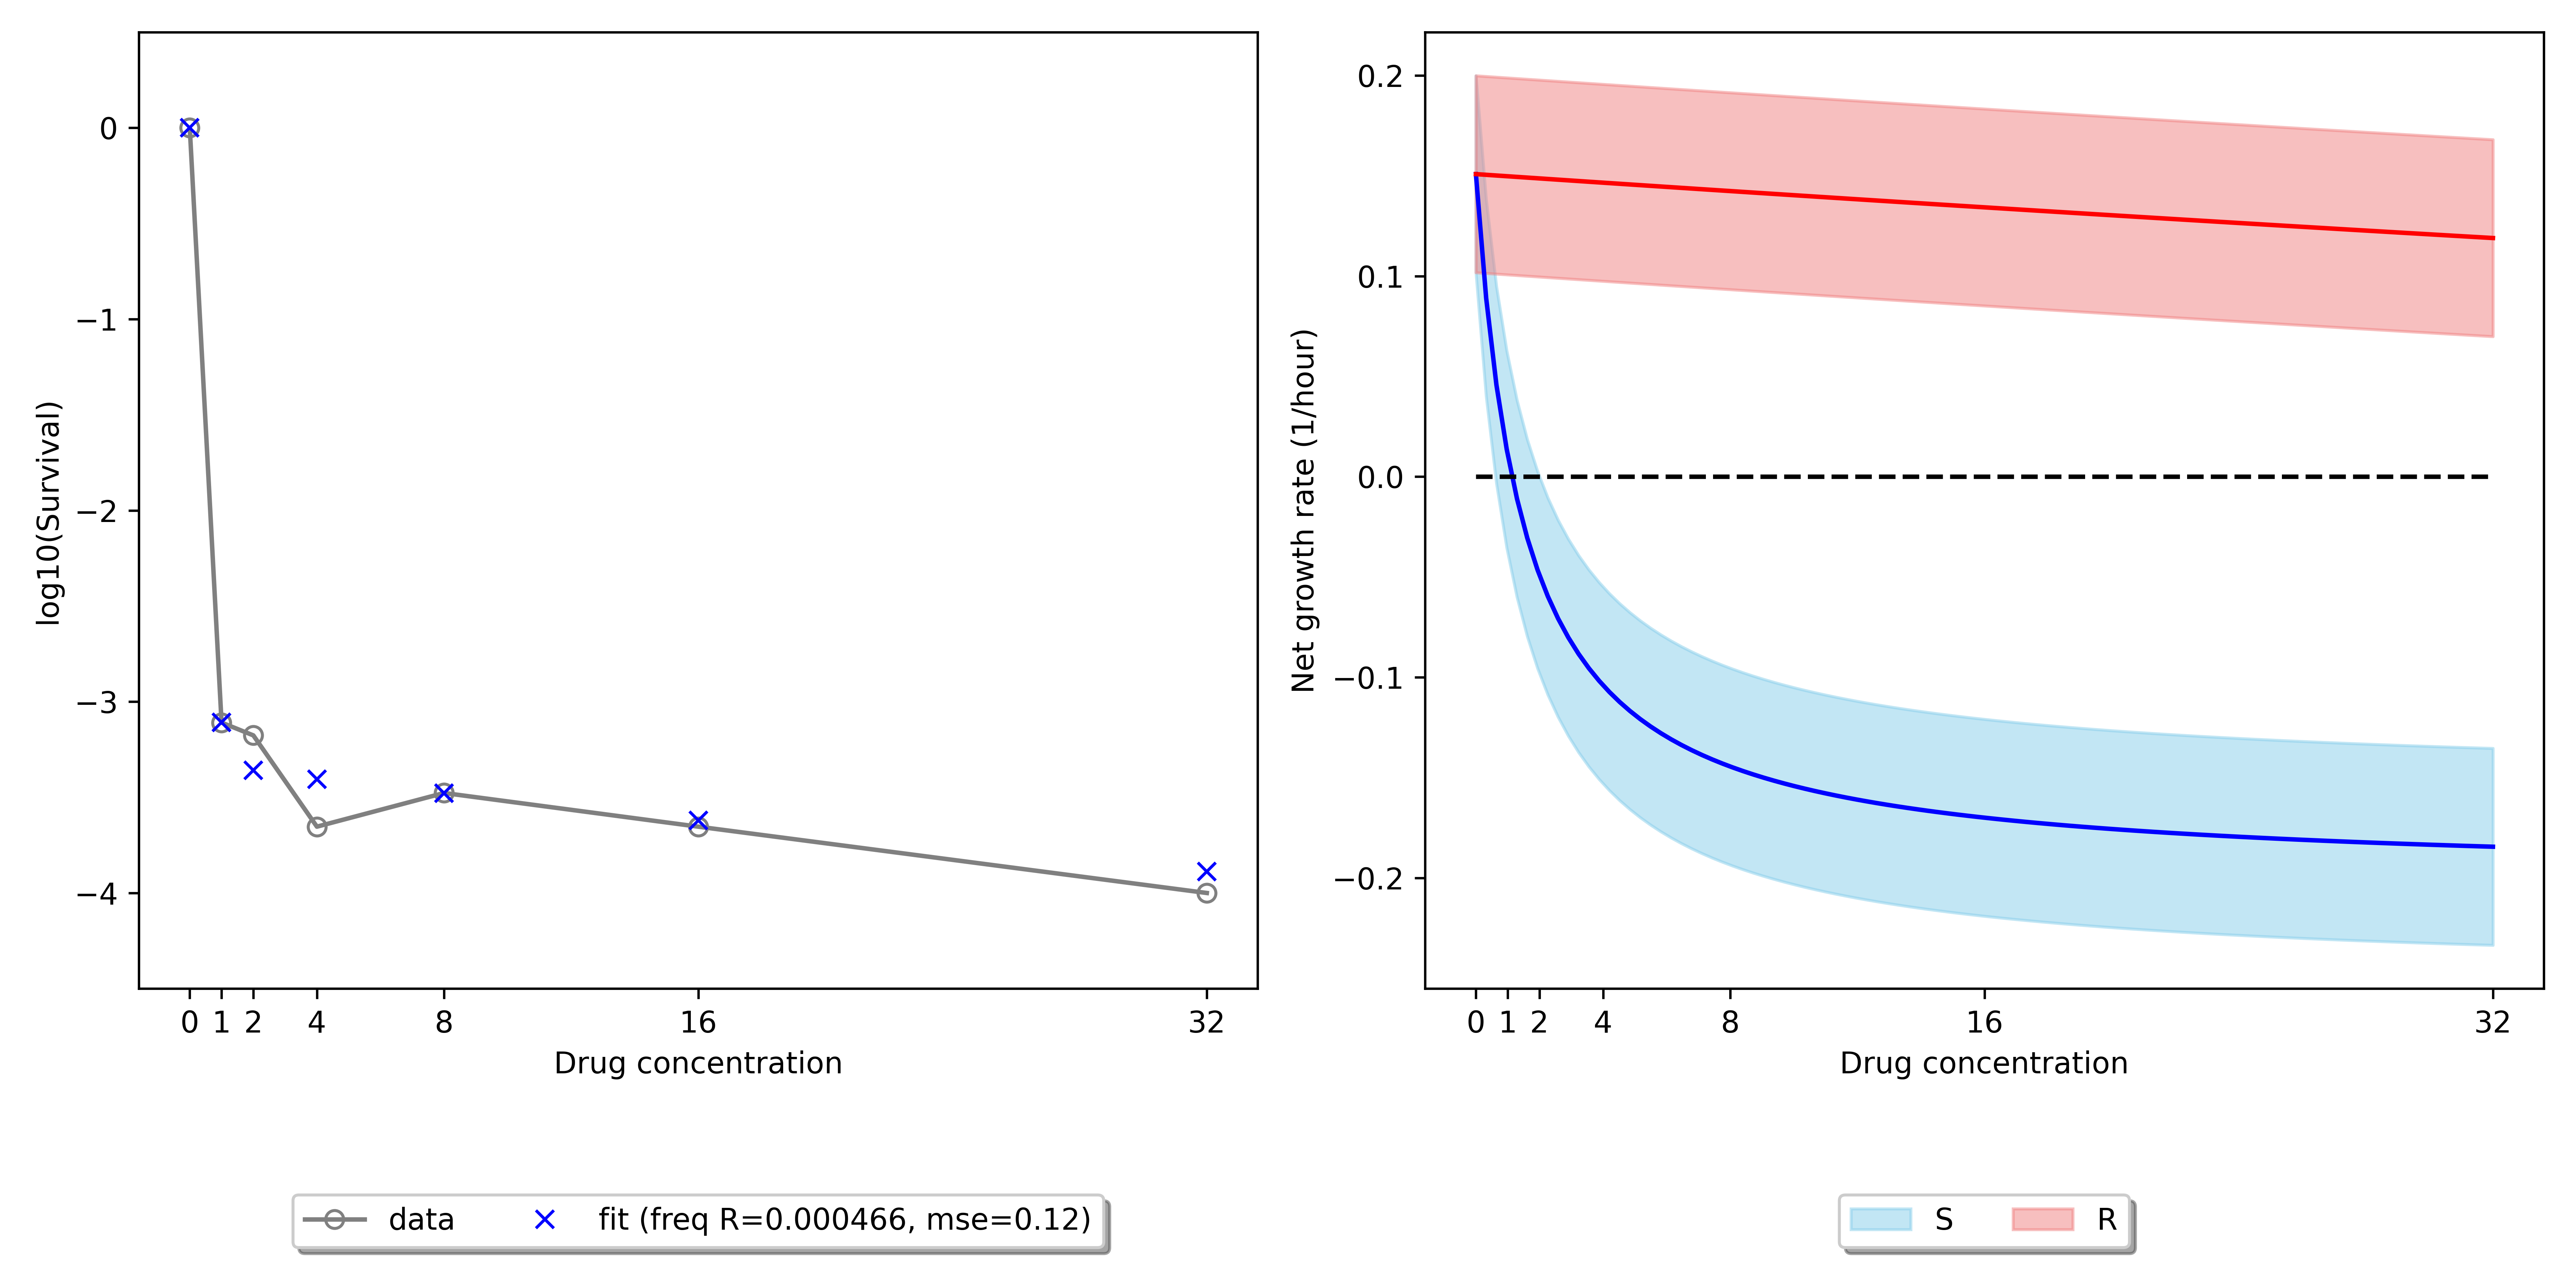 log10(Survival)
0
−1
−2
−3
−4
0 1 2 4 8 16 32
Drug concentration
data fit (freq R=0.000466, mse=0.12)
Net growth rate (1/hour)
0.2
0.1
0.0
−0.1
−0.2
0 1 2 4 8 16 32
Drug concentration
S R